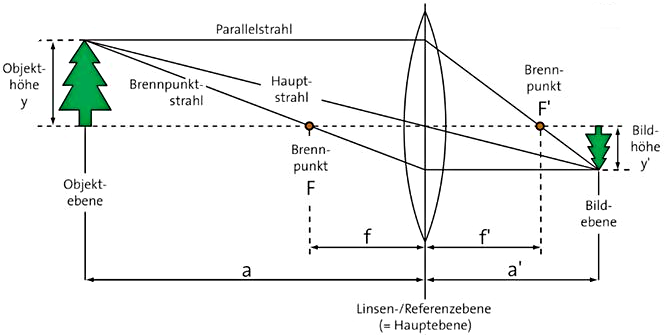 Parallelstrahl
Objekt-
höhe
y
Brennpunkt-
strahl
Haupt-
strahl
Brenn-
punkt
F'
Bild-
höhe
y'
Brenn-
punkt
F
Objekt-
ebene
Bild-
ebene
f
f'
a
a'
Linsen-/Referenzebene
(= Hauptebene)